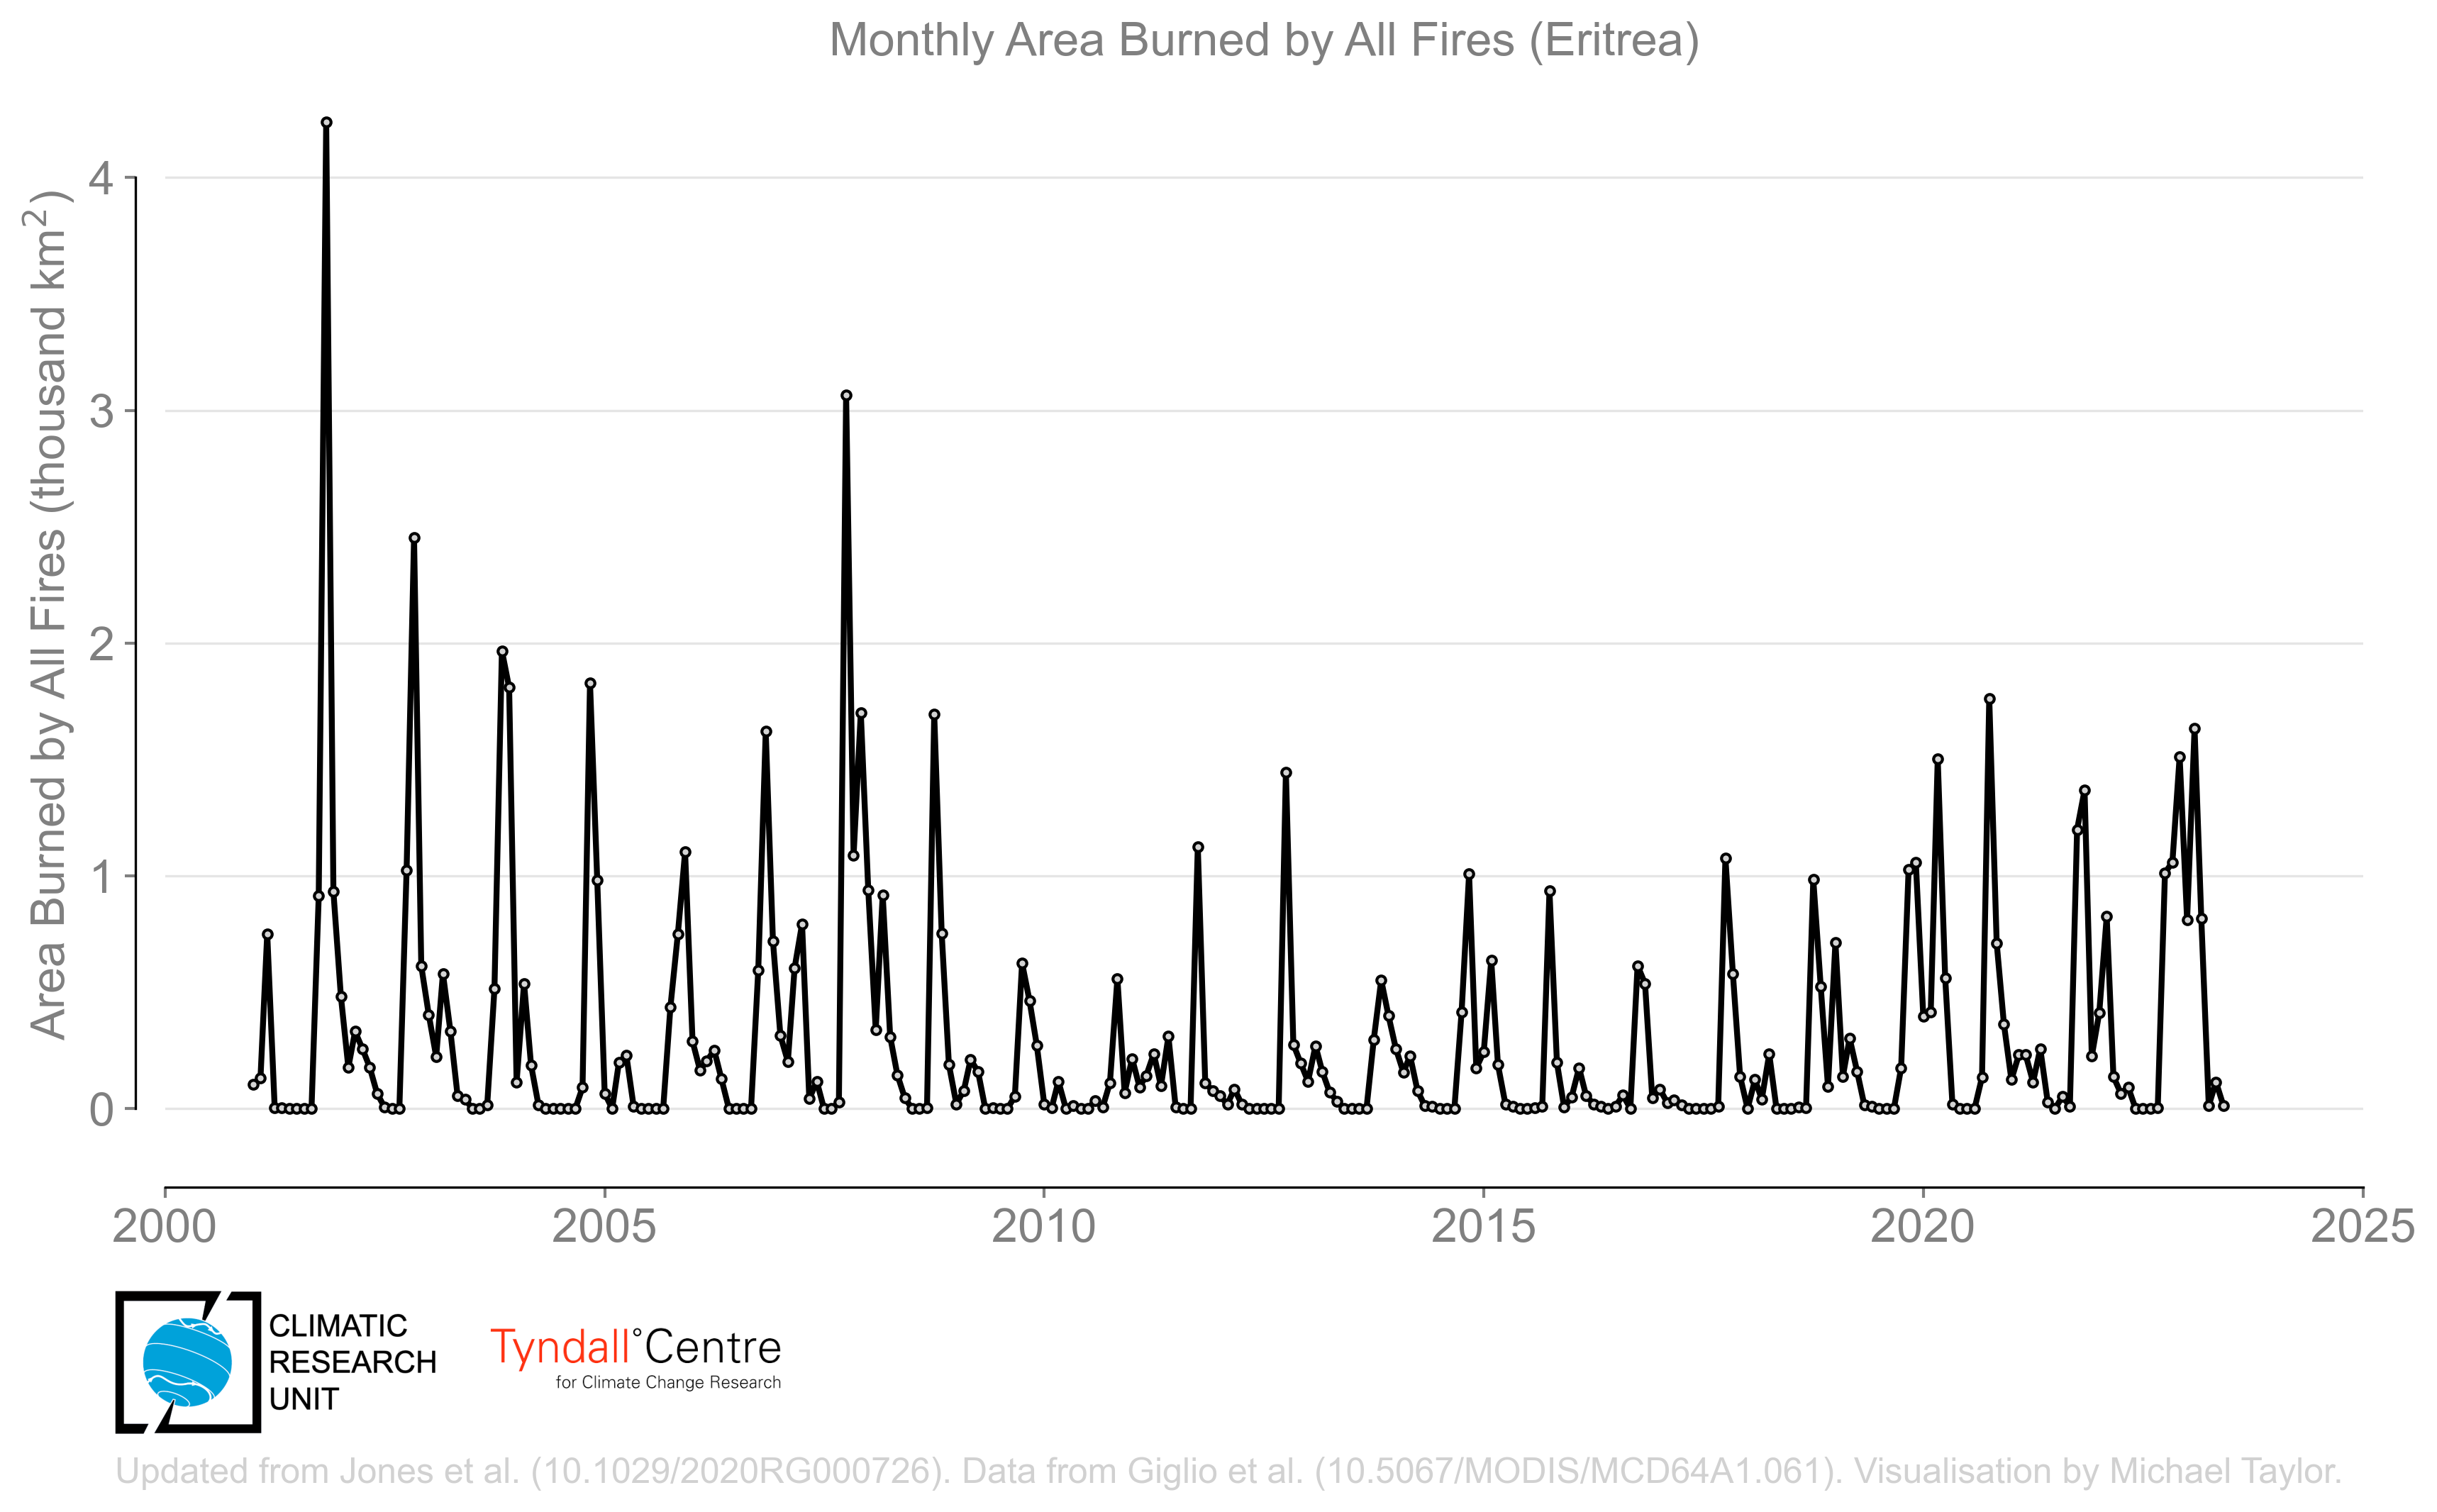 Monthly Area Burned by All Fires (Eritrea)
Area Burned by All Fires (thousand km²)
4
3
2
1
0
2000 2005 2010 2015 2020 2025
CLIMATIC
RESEARCH
UNIT
Tyndall°Centre
for Climate Change Research
Updated from Jones et al. (10.1029/2020RG000726). Data from Giglio et al. (10.5067/MODIS/MCD64A1.061). Visualisation by Michael Taylor.